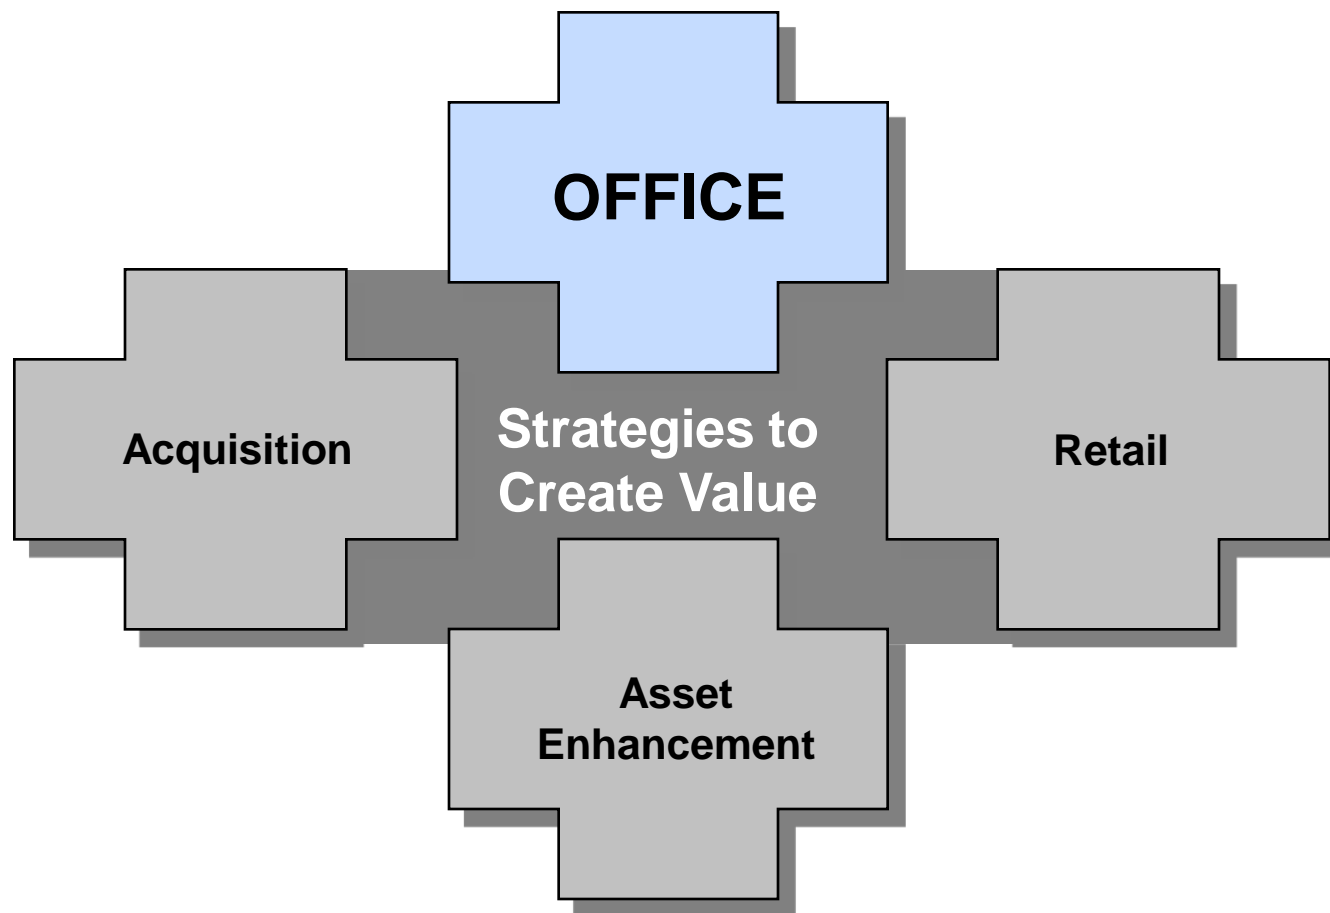 OFFICE
Strategies to
Create Value
Acquisition
Retail
Asset
Enhancement